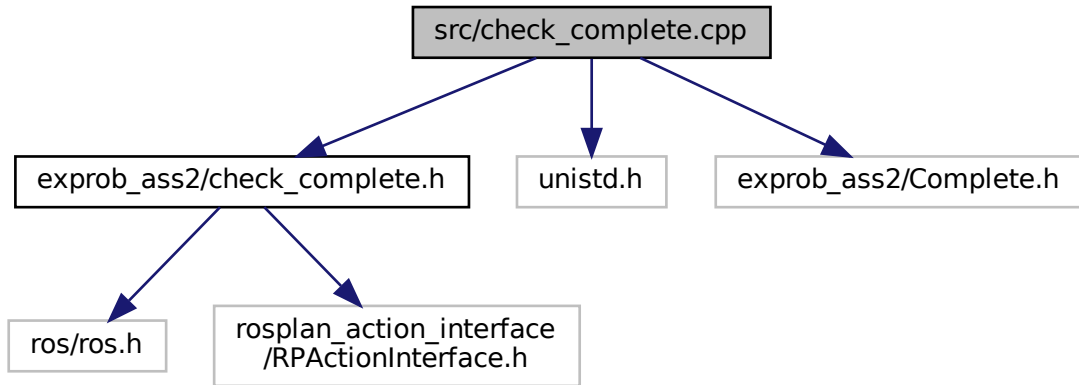 src/check_complete.cpp
exprob_ass2/check_complete.h
unistd.h
exprob_ass2/Complete.h
ros/ros.h
rosplan_action_interface
/RPActionInterface.h